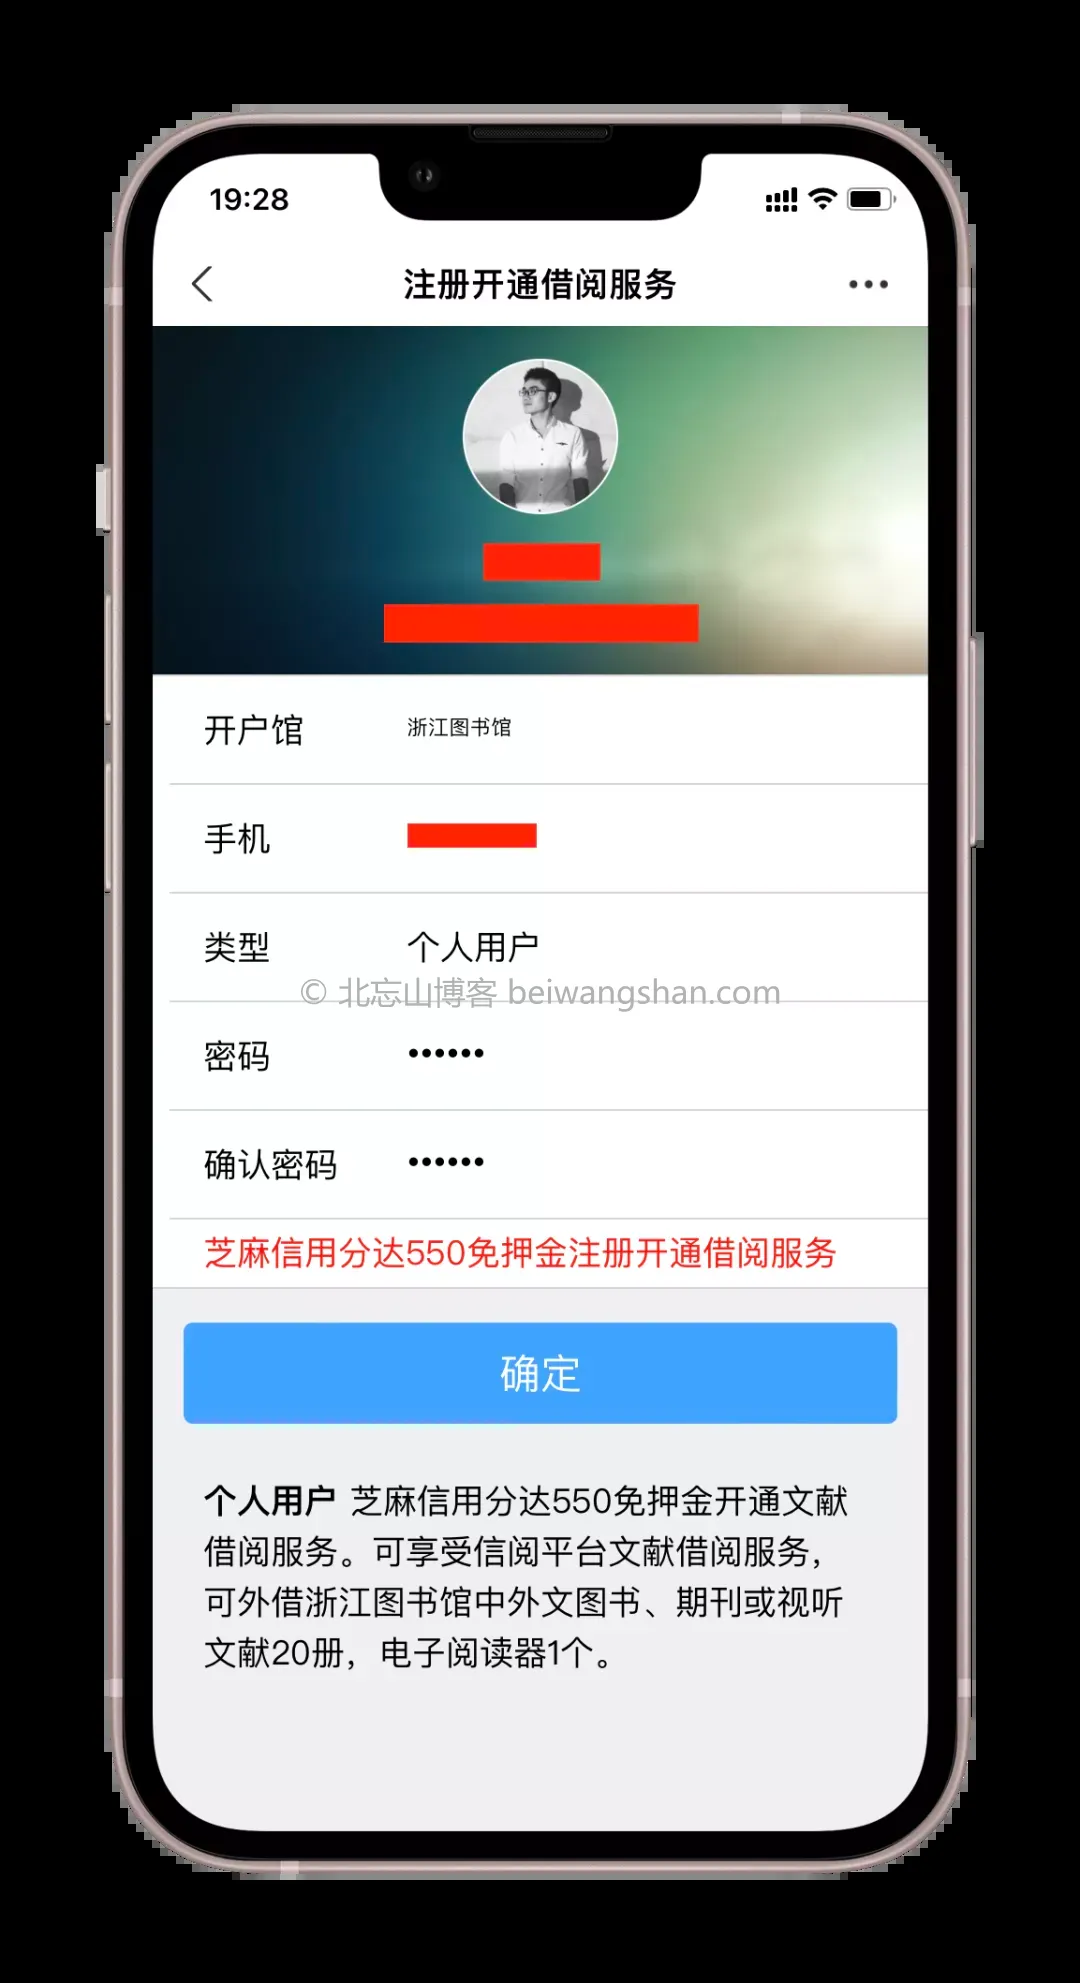 19:28
注册开通借阅服务
开户馆 浙江图书馆
手机
类型 个人用户
© 北忘山博客 beiwangshan.com
密码 ••••••
确认密码 ••••••
芝麻信用分达550免押金注册开通借阅服务
确定
个人用户 芝麻信用分达550免押金开通文献
借阅服务。可享受信阅平台文献借阅服务，
可外借浙江图书馆中外文图书、期刊或视听
文献20册，电子阅读器1个。